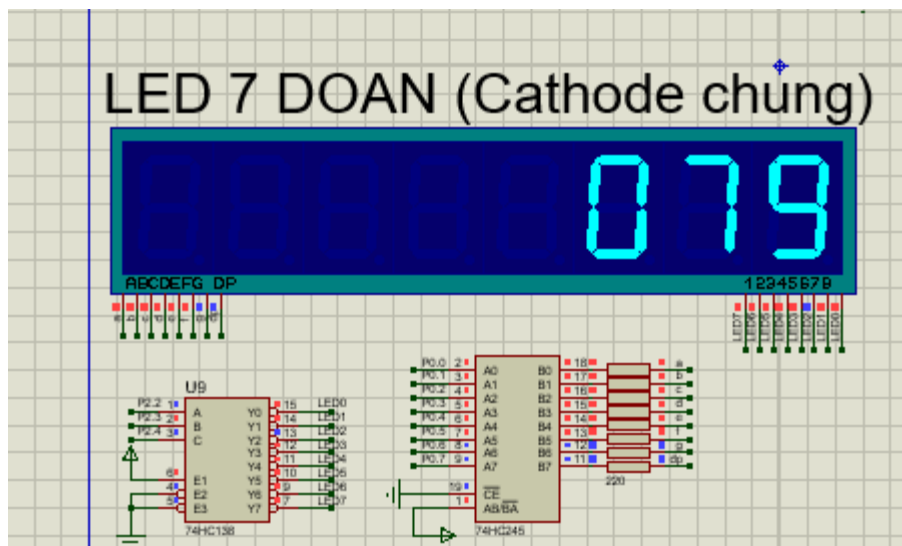 LED 7 DOAN (Cathode chung)
079
ABCDEFG DP
12345678
a b c d e f g dp
LED7 LED6 LED5 LED4 LED3 LED2 LED1 LED0
U9
P2.2 1 A Y0 15 LED0
P2.3 2 B Y1 14 LED1
P2.4 3 C Y2 13 LED2
Y3 12 LED3
Y4 11 LED4
6 E1 Y5 10 LED5
4 E2 Y6 9 LED6
5 E3 Y7 7 LED7
74HC138
P0.0 2 A0 B0 18 a
P0.1 3 A1 B1 17 b
P0.2 4 A2 B2 16 c
P0.3 5 A3 B3 15 d
P0.4 6 A4 B4 14 e
P0.5 7 A5 B5 13 f
P0.6 8 A6 B6 12 g
P0.7 9 A7 B7 11 dp
19 CE
1 AB/BA
220
74HC245